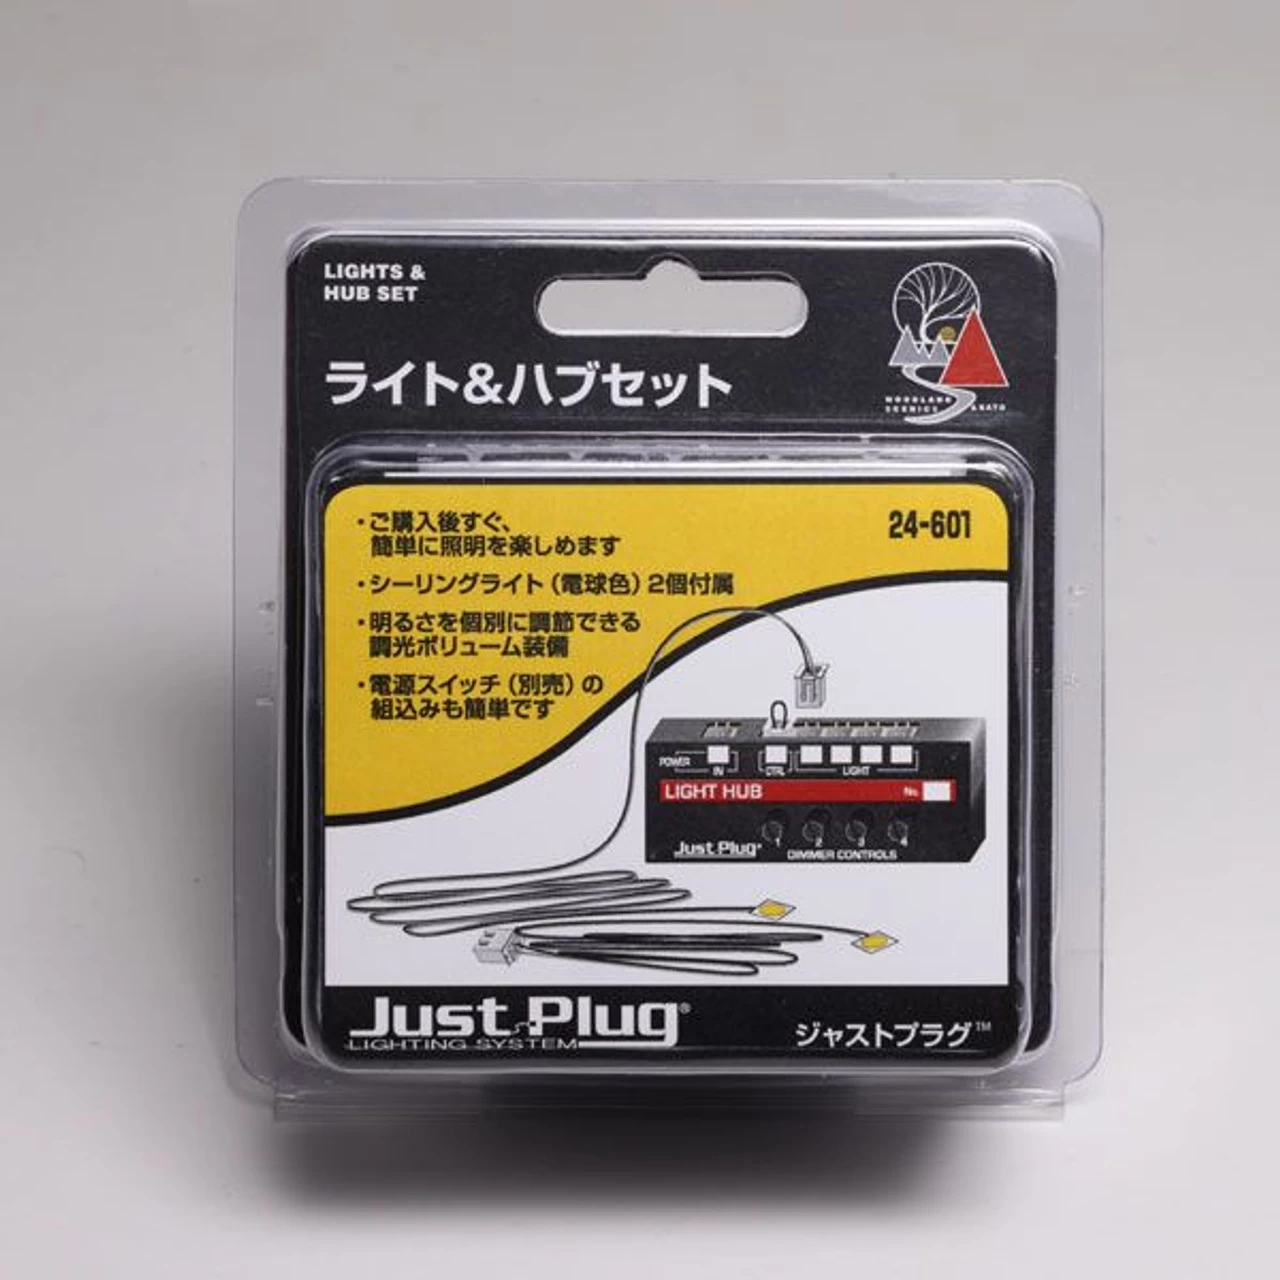 LIGHTS &
HUB SET
ライト&ハブセット
WOODLAND
SCENICS & KATO
24-601
・ご購入後すぐ、
簡単に照明を楽しめます
・シーリングライト（電球色）2個付属
・明るさを個別に調節できる
調光ボリューム装備
・電源スイッチ（別売）の
組込みも簡単です
POWER
IN CTRL LIGHT
LIGHT HUB No.
1 2 3 4
Just Plug® DIMMER CONTROLS
Just Plug®
LIGHTING SYSTEM
ジャストプラグ™